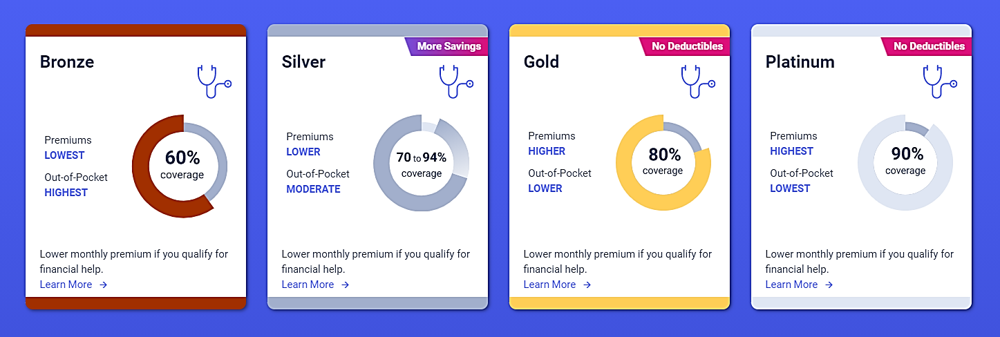 Bronze
Premiums
LOWEST
Out-of-Pocket
HIGHEST
60%
coverage
Lower monthly premium if you qualify for
financial help.
Learn More →
More Savings
Silver
Premiums
LOWER
Out-of-Pocket
MODERATE
70 to 94%
coverage
Lower monthly premium if you qualify for
financial help.
Learn More →
No Deductibles
Gold
Premiums
HIGHER
Out-of-Pocket
LOWER
80%
coverage
Lower monthly premium if you qualify for
financial help.
Learn More →
No Deductibles
Platinum
Premiums
HIGHEST
Out-of-Pocket
LOWEST
90%
coverage
Lower monthly premium if you qualify for
financial help.
Learn More →